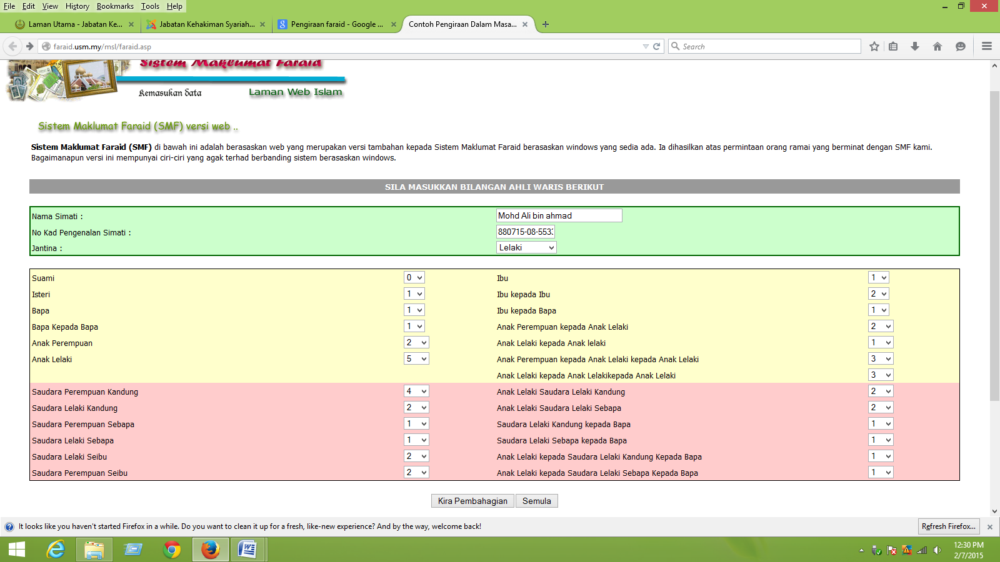 File Edit View History Bookmarks Tools Help
Laman Utama - Jabatan Ke...
Jabatan Kehakiman Syariah...
Pengiraan faraid - Google ...
Contoh Pengiraan Dalam Masa...
faraid.usm.my/msl/faraid.asp
Search
Sistem Maklumat Faraid
Kemasukan data
Laman Web Islam
Sistem Maklumat Faraid (SMF) versi web ..
Sistem Maklumat Faraid (SMF) di bawah ini adalah berasaskan web yang merupakan versi tambahan kepada Sistem Maklumat Faraid berasaskan windows yang sedia ada. Ia dihasilkan atas permintaan orang ramai yang berminat dengan SMF kami.
Bagaimanapun versi ini mempunyai ciri-ciri yang agak terhad berbanding sistem berasaskan windows.
SILA MASUKKAN BILANGAN AHLI WARIS BERIKUT
Nama Simati : Mohd Ali bin ahmad
No Kad Pengenalan Simati : 880715-08-553
Jantina : Lelaki
Suami 0 Ibu 1
Isteri 1 Ibu kepada Ibu 2
Bapa 1 Ibu kepada Bapa 1
Bapa Kepada Bapa 1 Anak Perempuan kepada Anak Lelaki 2
Anak Perempuan 2 Anak Lelaki kepada Anak lelaki 1
Anak Lelaki 5 Anak Perempuan kepada Anak Lelaki kepada Anak Lelaki 3
Anak Lelaki kepada Anak Lelakikepada Anak Lelaki 3
Saudara Perempuan Kandung 4 Anak Lelaki Saudara Lelaki Kandung 2
Saudara Lelaki Kandung 2 Anak Lelaki Saudara Lelaki Sebapa 2
Saudara Perempuan Sebapa 1 Saudara Lelaki Kandung kepada Bapa 1
Saudara Lelaki Sebapa 1 Saudara Lelaki Sebapa kepada Bapa 1
Saudara Lelaki Seibu 2 Anak Lelaki kepada Saudara Lelaki Kandung Kepada Bapa 1
Saudara Perempuan Seibu 2 Anak Lelaki kepada Saudara Lelaki Sebapa Kepada Bapa 1
Kira Pembahagian Semula
It looks like you haven't started Firefox in a while. Do you want to clean it up for a fresh, like-new experience? And by the way, welcome back! Refresh Firefox...
12:30 PM
2/7/2015